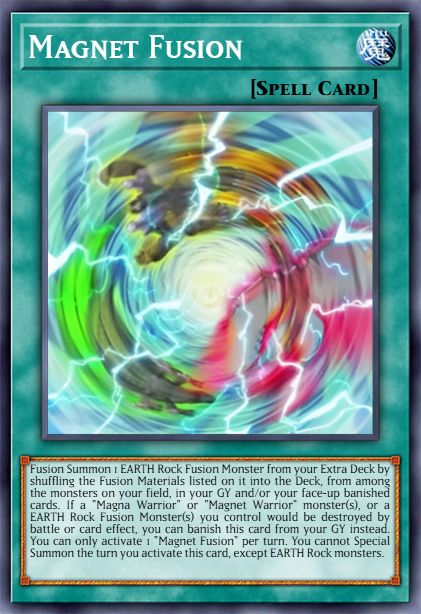 Magnet Fusion
魔
[Spell Card]
Fusion Summon 1 EARTH Rock Fusion Monster from your Extra Deck by
shuffling the Fusion Materials listed on it into the Deck, from among
the monsters on your field, in your GY and/or your face-up banished
cards. If a "Magna Warrior" or "Magnet Warrior" monster(s), or a
EARTH Rock Fusion Monster(s) you control would be destroyed by
battle or card effect, you can banish this card from your GY instead.
You can only activate 1 "Magnet Fusion" per turn. You cannot Special
Summon the turn you activate this card, except EARTH Rock monsters.